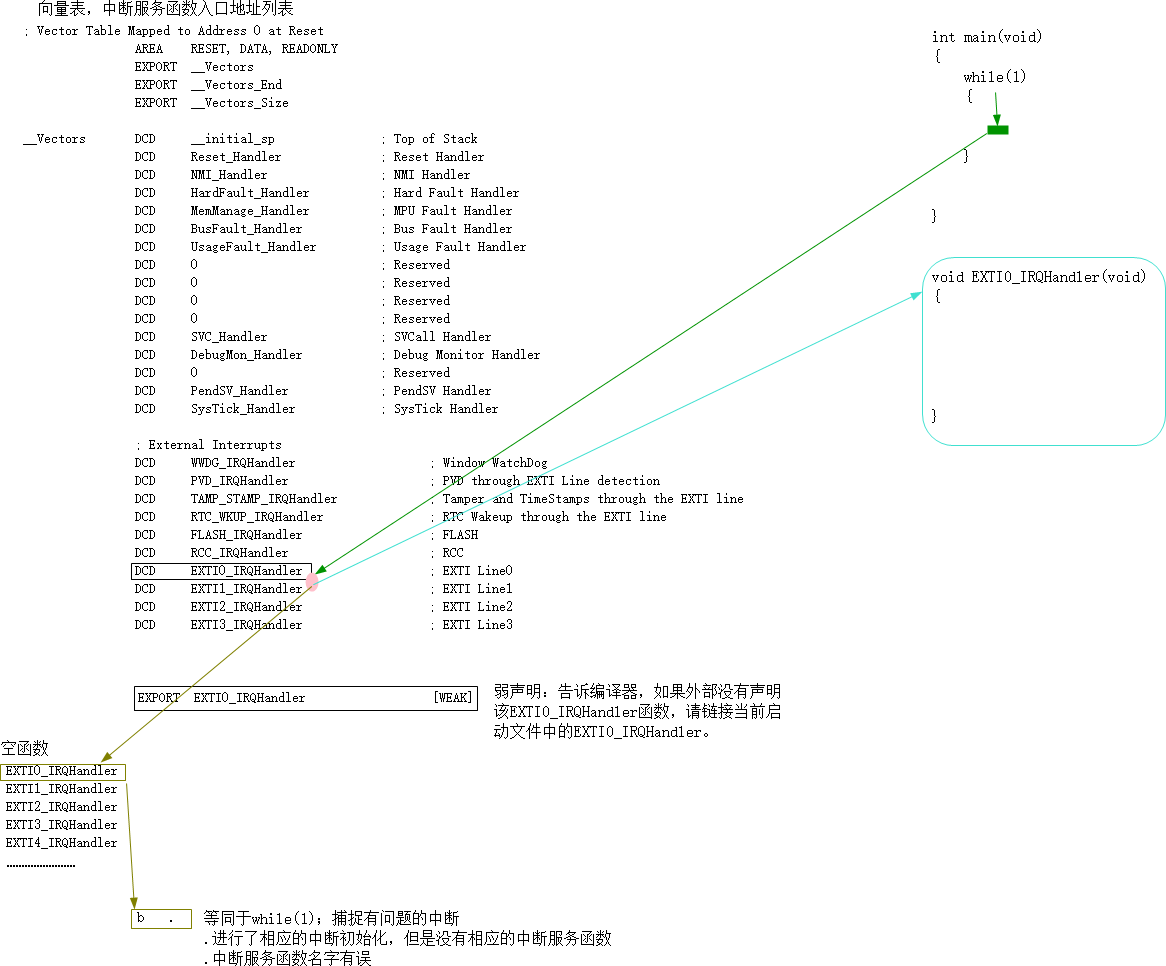 向量表，中断服务函数入口地址列表
; Vector Table Mapped to Address 0 at Reset
AREA    RESET, DATA, READONLY
EXPORT  __Vectors
EXPORT  __Vectors_End
EXPORT  __Vectors_Size
__Vectors       DCD     __initial_sp               ; Top of Stack
DCD     Reset_Handler              ; Reset Handler
DCD     NMI_Handler                ; NMI Handler
DCD     HardFault_Handler          ; Hard Fault Handler
DCD     MemManage_Handler          ; MPU Fault Handler
DCD     BusFault_Handler           ; Bus Fault Handler
DCD     UsageFault_Handler         ; Usage Fault Handler
DCD     0                          ; Reserved
DCD     0                          ; Reserved
DCD     0                          ; Reserved
DCD     0                          ; Reserved
DCD     SVC_Handler                ; SVCall Handler
DCD     DebugMon_Handler           ; Debug Monitor Handler
DCD     0                          ; Reserved
DCD     PendSV_Handler             ; PendSV Handler
DCD     SysTick_Handler            ; SysTick Handler
; External Interrupts
DCD     WWDG_IRQHandler                   ; Window WatchDog
DCD     PVD_IRQHandler                    ; PVD through EXTI Line detection
DCD     TAMP_STAMP_IRQHandler             ; Tamper and TimeStamps through the EXTI line
DCD     RTC_WKUP_IRQHandler               ; RTC Wakeup through the EXTI line
DCD     FLASH_IRQHandler                  ; FLASH
DCD     RCC_IRQHandler                    ; RCC
DCD     EXTI0_IRQHandler                  ; EXTI Line0
DCD     EXTI1_IRQHandler                  ; EXTI Line1
DCD     EXTI2_IRQHandler                  ; EXTI Line2
DCD     EXTI3_IRQHandler                  ; EXTI Line3
int main(void)
{
while(1)
{
}
}
void EXTI0_IRQHandler(void)
{
}
EXPORT  EXTI0_IRQHandler                  [WEAK]
弱声明：告诉编译器，如果外部没有声明
该EXTI0_IRQHandler函数，请链接当前启
动文件中的EXTI0_IRQHandler。
空函数
EXTI0_IRQHandler
EXTI1_IRQHandler
EXTI2_IRQHandler
EXTI3_IRQHandler
EXTI4_IRQHandler
........................
b   .
等同于while(1)；捕捉有问题的中断
.进行了相应的中断初始化，但是没有相应的中断服务函数
.中断服务函数名字有误